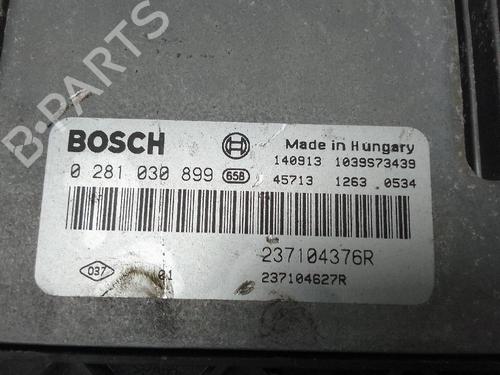 B-PARTS
BOSCH
Made in Hungary
140913 1039S73439
0 281 030 899 658
45713 1263 0534
237104376R
037 01
237104627R